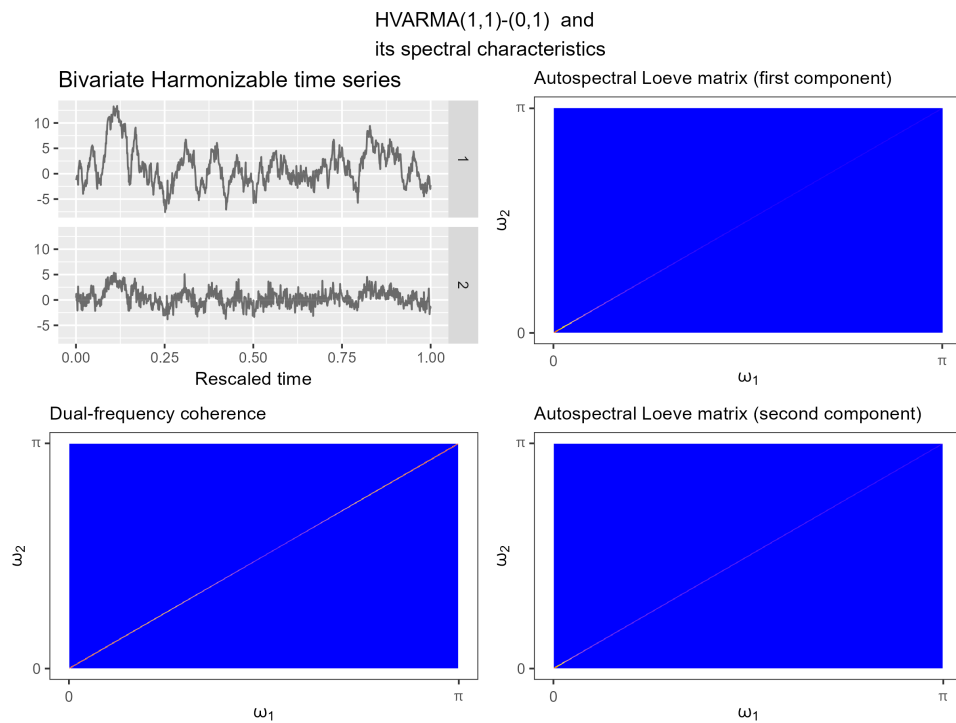 HVARMA(1,1)-(0,1) and
its spectral characteristics
Bivariate Harmonizable time series
10
5
0
-5
1
10
5
0
-5
2
0.00 0.25 0.50 0.75 1.00
Rescaled time
Autospectral Loeve matrix (first component)
π
ω₂
0
0 π
ω₁
Dual-frequency coherence
π
ω₂
0
0 π
ω₁
Autospectral Loeve matrix (second component)
π
ω₂
0
0 π
ω₁